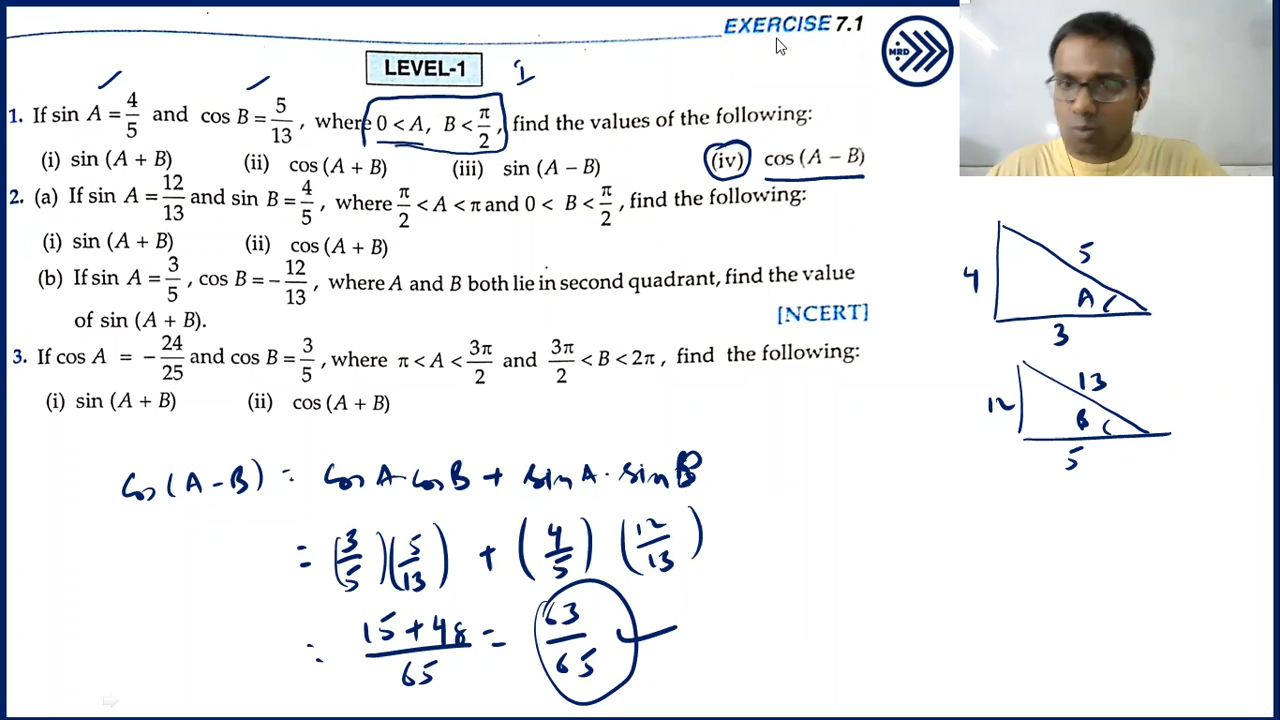 EXERCISE 7.1
MRD
LEVEL-1
I
1. If sin A = 4/5 and cos B = 5/13, where 0 < A, B < π/2, find the values of the following:
(i) sin (A + B) (ii) cos (A + B) (iii) sin (A − B) (iv) cos (A − B)
2. (a) If sin A = 12/13 and sin B = 4/5, where π/2 < A < π and 0 < B < π/2, find the following:
(i) sin (A + B) (ii) cos (A + B)
(b) If sin A = 3/5, cos B = −12/13, where A and B both lie in second quadrant, find the value
of sin (A + B). [NCERT]
3. If cos A = −24/25 and cos B = 3/5, where π < A < 3π/2 and 3π/2 < B < 2π, find the following:
(i) sin (A + B) (ii) cos (A + B)
4 5 A 3
12 13 B 5
Cos(A-B) = cosA·cosB + sinA·sinB
= (3/5)(5/13) + (4/5)(12/13)
= 15+48/65 = 63/65